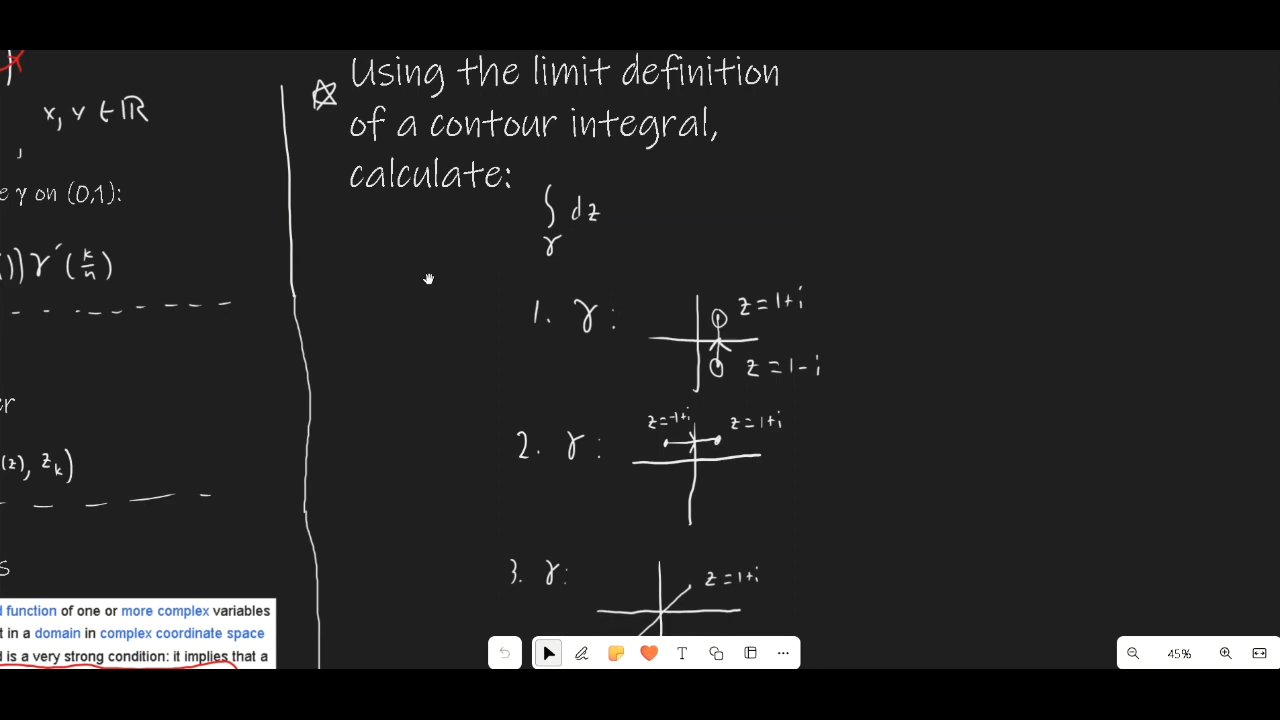 x, y ∈ ℝ
,
e γ on (0,1):
))γ′(k/n)
er
(z), z_k)
s
d function of one or more complex variables
t in a domain in complex coordinate space
d is a very strong condition: it implies that a
☆ Using the limit definition
of a contour integral,
calculate:
∫_γ dz
1. γ:
z = 1+i
z = 1-i
2. γ:
z=-1+i
z=1+i
3. γ:
z=1+i
T
45%